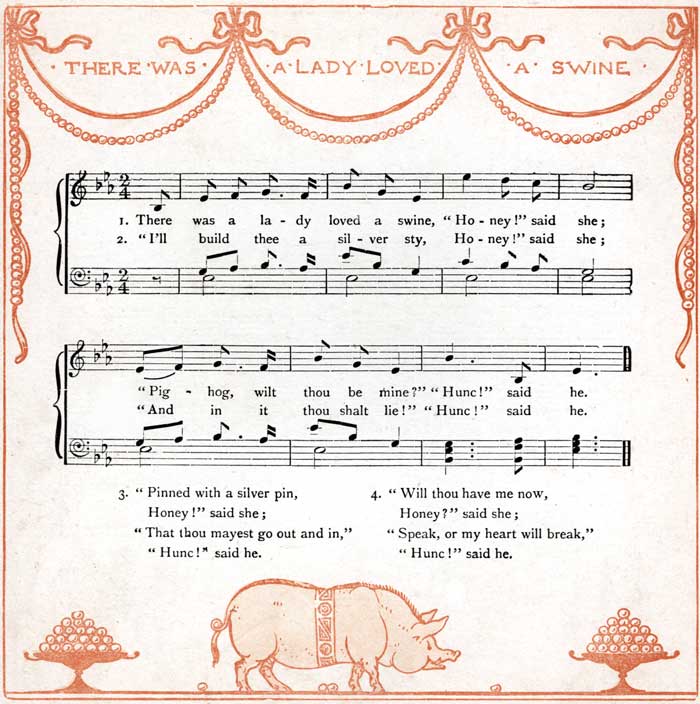 THERE · WAS · A · LADY · LOVED · A · SWINE
1. There was a la - dy loved a swine, “Ho - ney!” said she;
2. “I’ll build thee a sil - ver sty, Ho - ney!” said she;
“Pig - hog, wilt thou be mine?” “Hunc!” said he.
“And in it thou shalt lie!” “Hunc!” said he.
3. “Pinned with a silver pin,
Honey!” said she;
“That thou mayest go out and in,”
“Hunc!” said he.
4. “Will thou have me now,
Honey?” said she;
“Speak, or my heart will break,”
“Hunc!” said he.